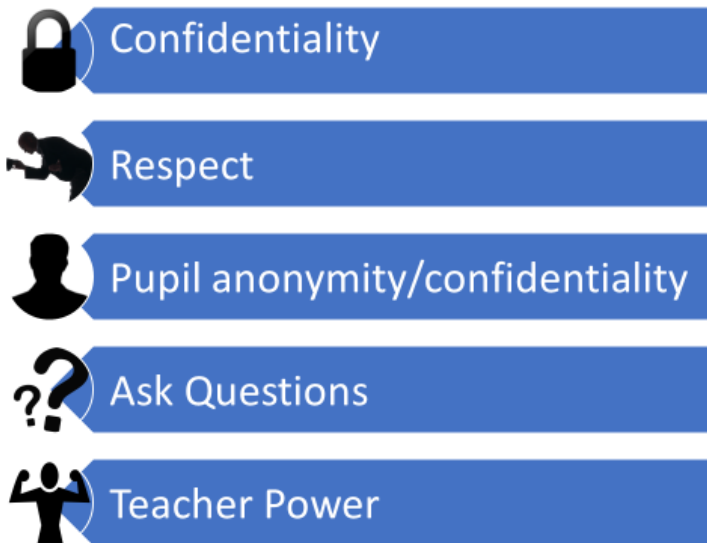 Confidentiality
Respect
Pupil anonymity/confidentiality
Ask Questions
Teacher Power